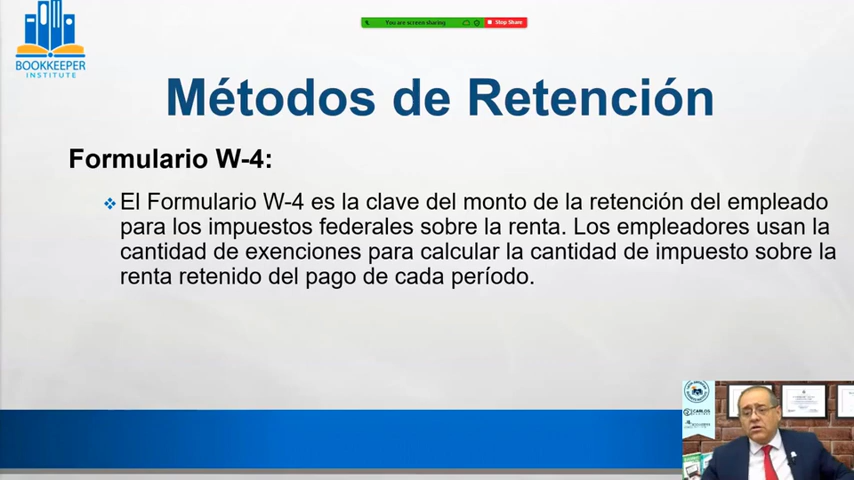 BOOKKEEPER
INSTITUTE
You are screen sharing
Stop Share
Métodos de Retención
Formulario W-4:
El Formulario W-4 es la clave del monto de la retención del empleado
para los impuestos federales sobre la renta. Los empleadores usan la
cantidad de exenciones para calcular la cantidad de impuesto sobre la
renta retenido del pago de cada período.
CARLOS